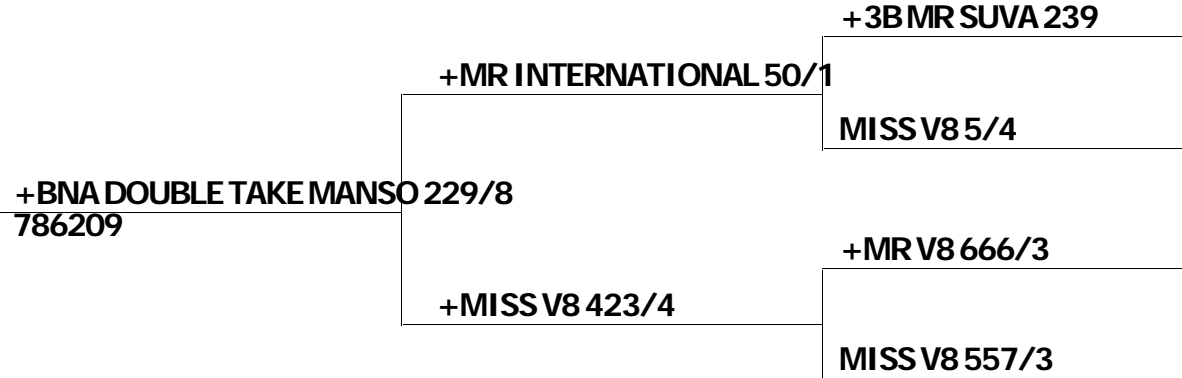 +3B MR SUVA 239
+MR INTERNATIONAL 50/1
MISS V8 5/4
+BNA DOUBLE TAKE MANSO 229/8
786209
+MR V8 666/3
+MISS V8 423/4
MISS V8 557/3